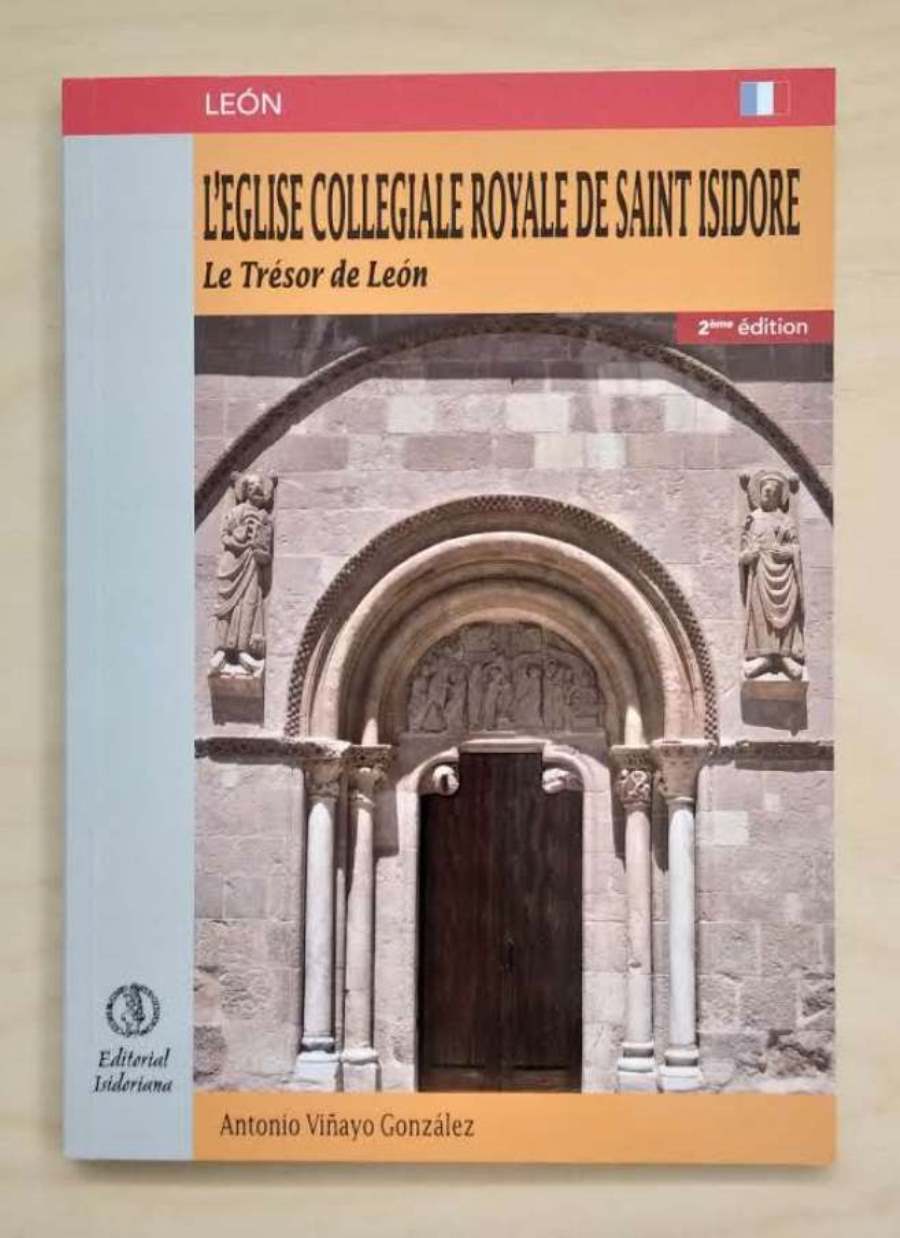 LEÓN
L'EGLISE COLLEGIALE ROYALE DE SAINT ISIDORE
Le Trésor de León
2ème édition
Editorial
Isidoriana
Antonio Viñayo González